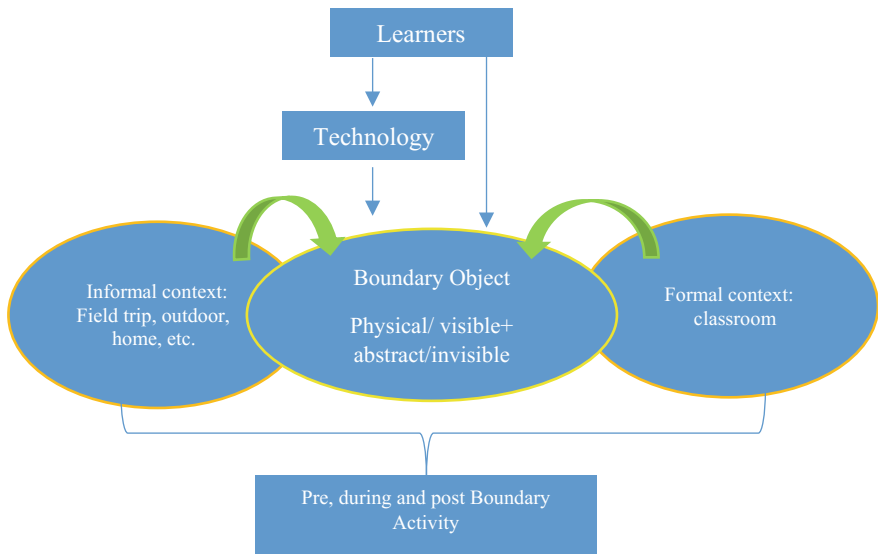 Learners
Technology
Informal context:
Field trip, outdoor,
home, etc.
Boundary Object
Physical/ visible+
abstract/invisible
Formal context:
classroom
Pre, during and post Boundary
Activity